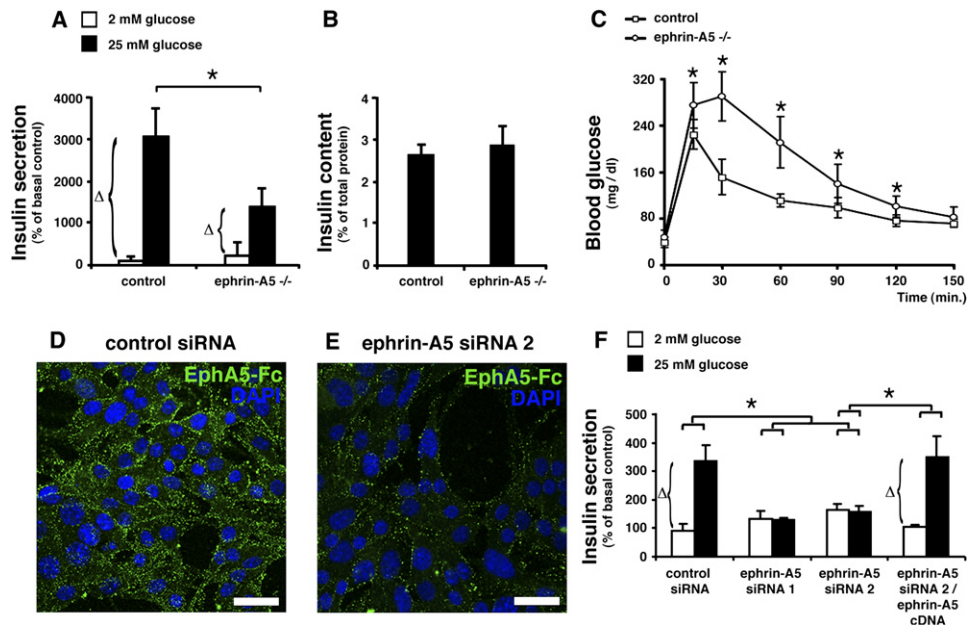 A
2 mM glucose
25 mM glucose
*
Insulin secretion
(% of basal control)
4000
3000
2000
1000
0
Δ
Δ
control
ephrin-A5 -/-
B
Insulin content
(% of total protein)
4
3
2
1
0
control
ephrin-A5 -/-
C
control
ephrin-A5 -/-
Blood glucose
(mg / dl)
320
240
160
80
0
*
*
*
*
*
0
30
60
90
120
150
Time (min.)
D
control siRNA
EphA5-Fc
DAPI
E
ephrin-A5 siRNA 2
EphA5-Fc
DAPI
F
2 mM glucose
25 mM glucose
*
*
Insulin secretion
(% of basal control)
500
400
300
200
100
0
Δ
Δ
control
siRNA
ephrin-A5
siRNA 1
ephrin-A5
siRNA 2
ephrin-A5
siRNA 2 /
ephrin-A5
cDNA